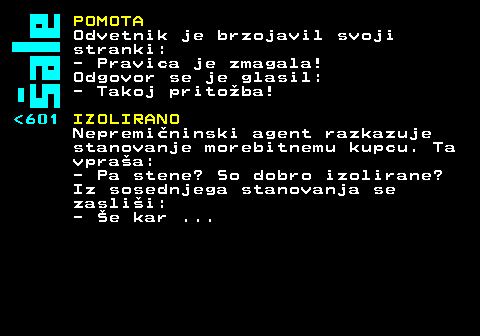 Šale
POMOTA
Odvetnik je brzojavil svoji
stranki:
- Pravica je zmagala!
Odgovor se je glasil:
- Takoj pritožba!
<601 IZOLIRANO
Nepremičninski agent razkazuje
stanovanje morebitnemu kupcu. Ta
vpraša:
- Pa stene? So dobro izolirane?
Iz sosednjega stanovanja se
zasliši:
- Še kar ...